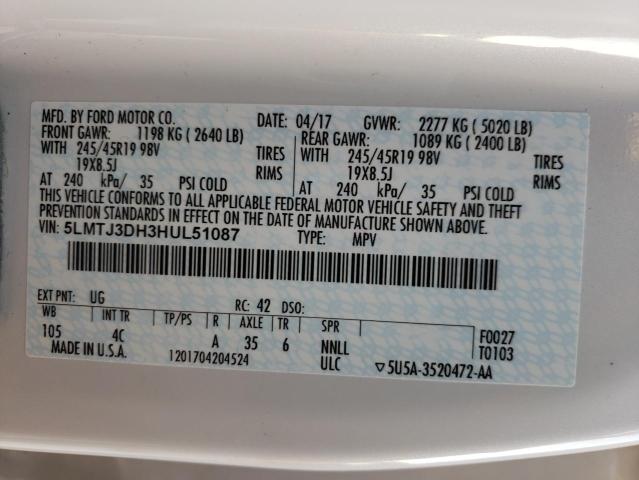 MFD. BY FORD MOTOR CO. DATE: 04/17 GVWR: 2277 KG ( 5020 LB)
FRONT GAWR: 1198 KG ( 2640 LB) REAR GAWR: 1089 KG ( 2400 LB)
WITH 245/45R19 98V TIRES WITH 245/45R19 98V TIRES
19X8.5J RIMS 19X8.5J RIMS
AT 240 kPa/ 35 PSI COLD AT 240 kPa/ 35 PSI COLD
THIS VEHICLE CONFORMS TO ALL APPLICABLE FEDERAL MOTOR VEHICLE SAFETY AND THEFT
PREVENTION STANDARDS IN EFFECT ON THE DATE OF MANUFACTURE SHOWN ABOVE.
VIN: 5LMTJ3DH3HUL51087 TYPE: MPV
EXT PNT: UG RC: 42 DSO:
WB INT TR TP/PS R AXLE TR SPR F0027
105 4C A 35 6 NNLL T0103
MADE IN U.S.A. 1201704204524 ULC ▽5U5A-3520472-AA